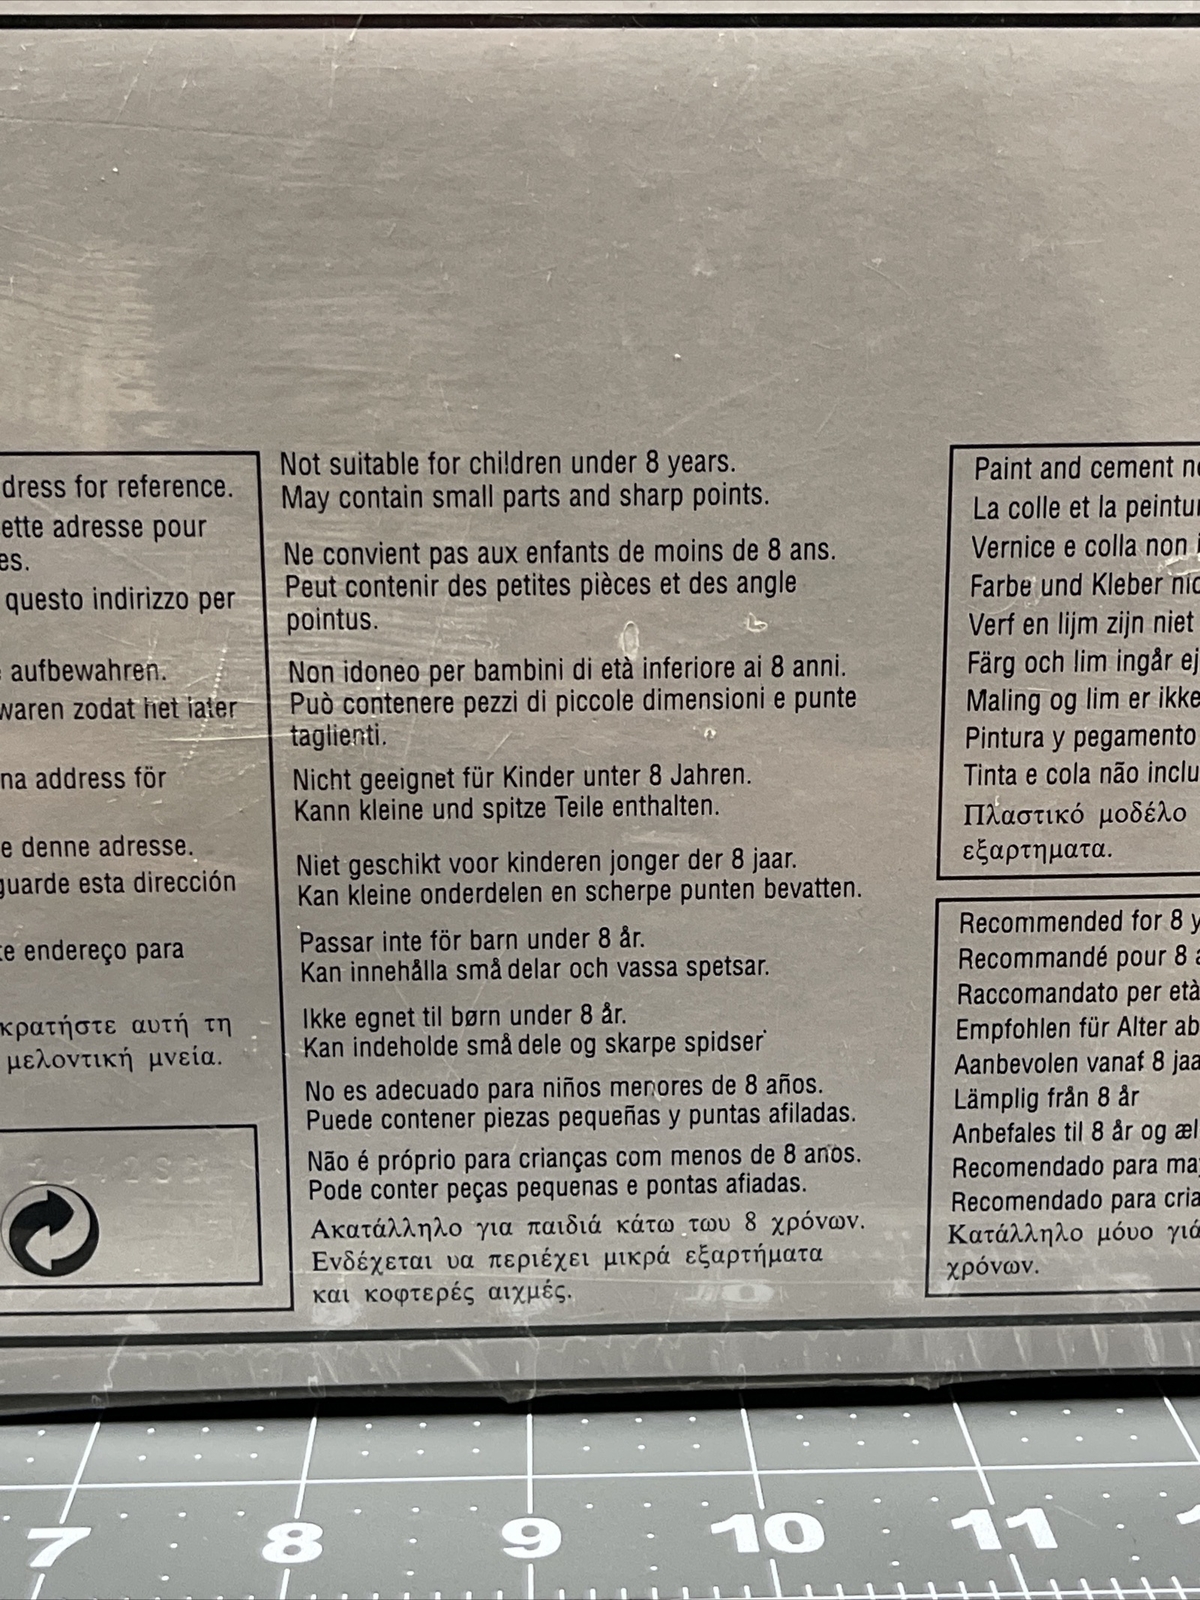 dress for reference.
ette adresse pour
es.
questo indirizzo per
aufbewahren.
waren zodat het later
na address för
e denne adresse.
guarde esta dirección
te endereço para
κρατήστε αυτή τη
μελοντική μνεία.
Not suitable for children under 8 years.
May contain small parts and sharp points.
Ne convient pas aux enfants de moins de 8 ans.
Peut contenir des petites pièces et des angle
pointus.
Non idoneo per bambini di età inferiore ai 8 anni.
Può contenere pezzi di piccole dimensioni e punte
taglienti.
Nicht geeignet für Kinder unter 8 Jahren.
Kann kleine und spitze Teile enthalten.
Niet geschikt voor kinderen jonger der 8 jaar.
Kan kleine onderdelen en scherpe punten bevatten.
Passar inte för barn under 8 år.
Kan innehålla små delar och vassa spetsar.
Ikke egnet til børn under 8 år.
Kan indeholde små dele og skarpe spidser
No es adecuado para niños menores de 8 años.
Puede contener piezas pequeñas y puntas afiladas.
Não é próprio para crianças com menos de 8 anos.
Pode conter peças pequenas e pontas afiadas.
Ακατάλληλο για παιδιά κάτω του 8 χρόνων.
Ενδέχεται υα περιέχει μικρά εξαρτήματα
και κοφτερές αιχμές.
Paint and cement no
La colle et la peintur
Vernice e colla non i
Farbe und Kleber nic
Verf en lijm zijn niet
Färg och lim ingår ej
Maling og lim er ikke
Pintura y pegamento
Tinta e cola não inclu
Πλαστικό μοδέλο
εξαρτηματα.
Recommended for 8 y
Recommandé pour 8 a
Raccomandato per età
Empfohlen für Alter ab
Aanbevolen vanaf 8 jaa
Lämplig från 8 år
Anbefales til 8 år og æl
Recomendado para ma
Recomendado para cria
Κατάλληλο μόυο γιά
χρόνων.
7 8 9 10 11